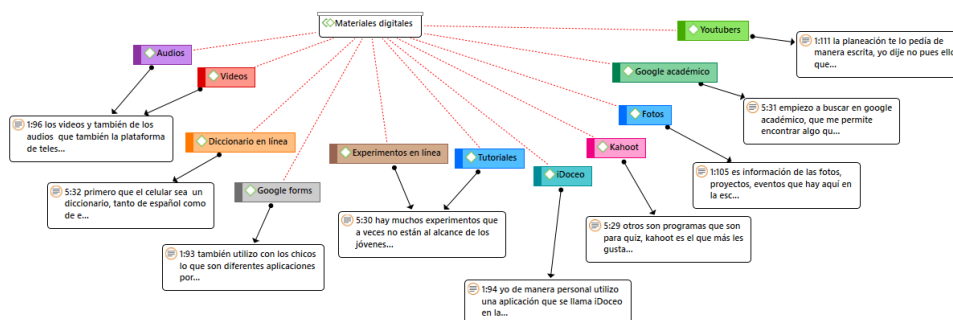 Materiales digitales
Youtubers
Audios
1:111 la planeación te lo pedía de
manera escrita, yo dije no pues ello
que...
Videos
Google académico
5:31 empiezo a buscar en google
académico, que me permite
encontrar algo qu...
Fotos
1:96 los videos y también de los
audios que también la plataforma
de teles...
Diccionario en línea
Experimentos en línea
Tutoriales
Kahoot
iDoceo
1:105 es información de las fotos,
proyectos, eventos que hay aquí en
la esc...
5:32 primero que el celular sea un
diccionario, tanto de español como
de e...
Google forms
5:30 hay muchos experimentos que
a veces no están al alcance de los
jóvenes...
5:29 otros son programas que son
para quiz, kahoot es el que más les
gusta...
1:93 también utilizo con los chicos
lo que son diferentes aplicaciones
por...
1:94 yo de manera personal utilizo
una aplicación que se llama iDoceo
en la...